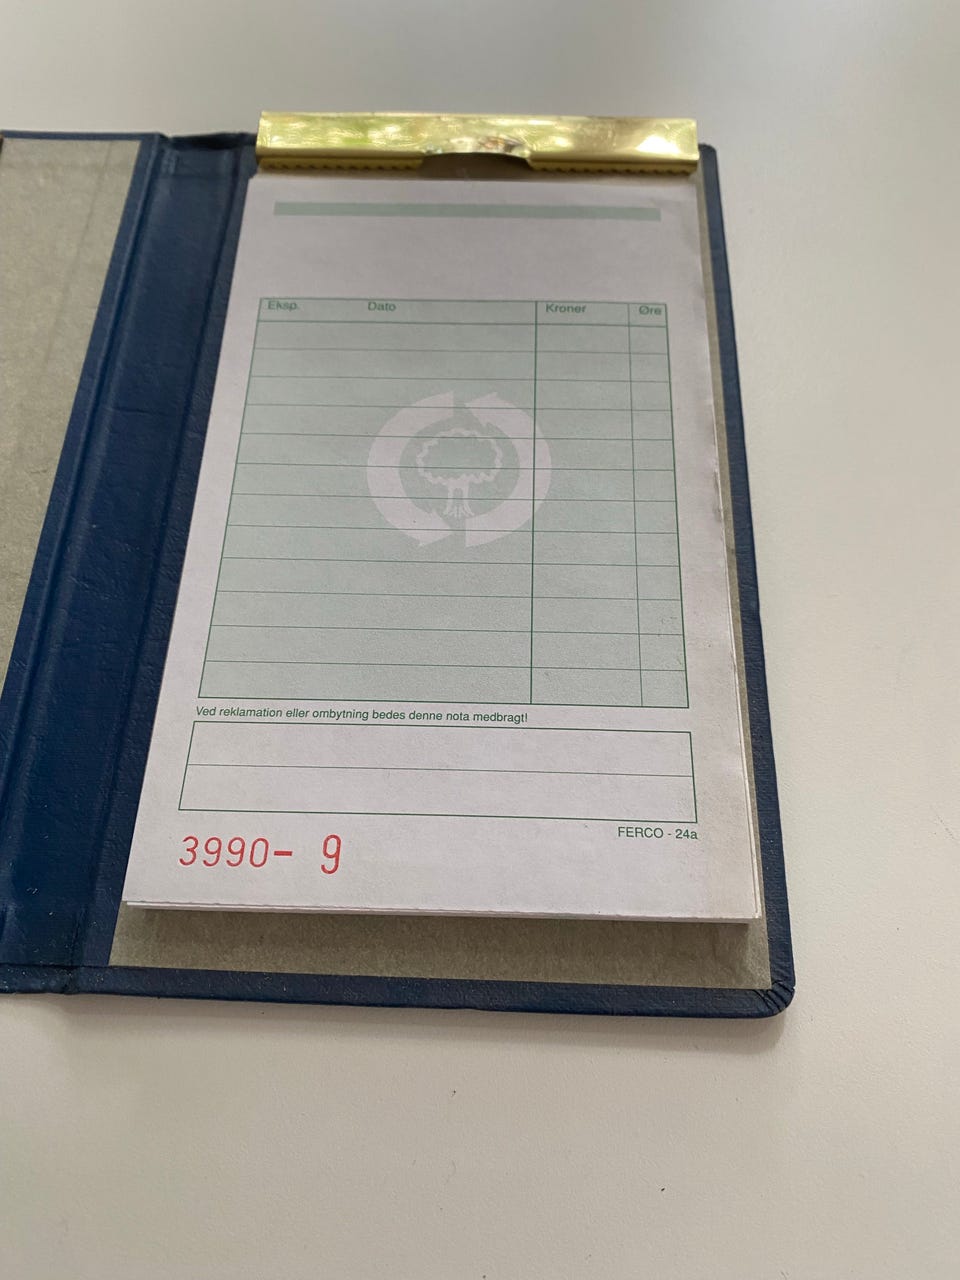 Eksp. Dato Kroner Øre
Ved reklamation eller ombytning bedes denne nota medbragt!
FERCO - 24a
3990- 9